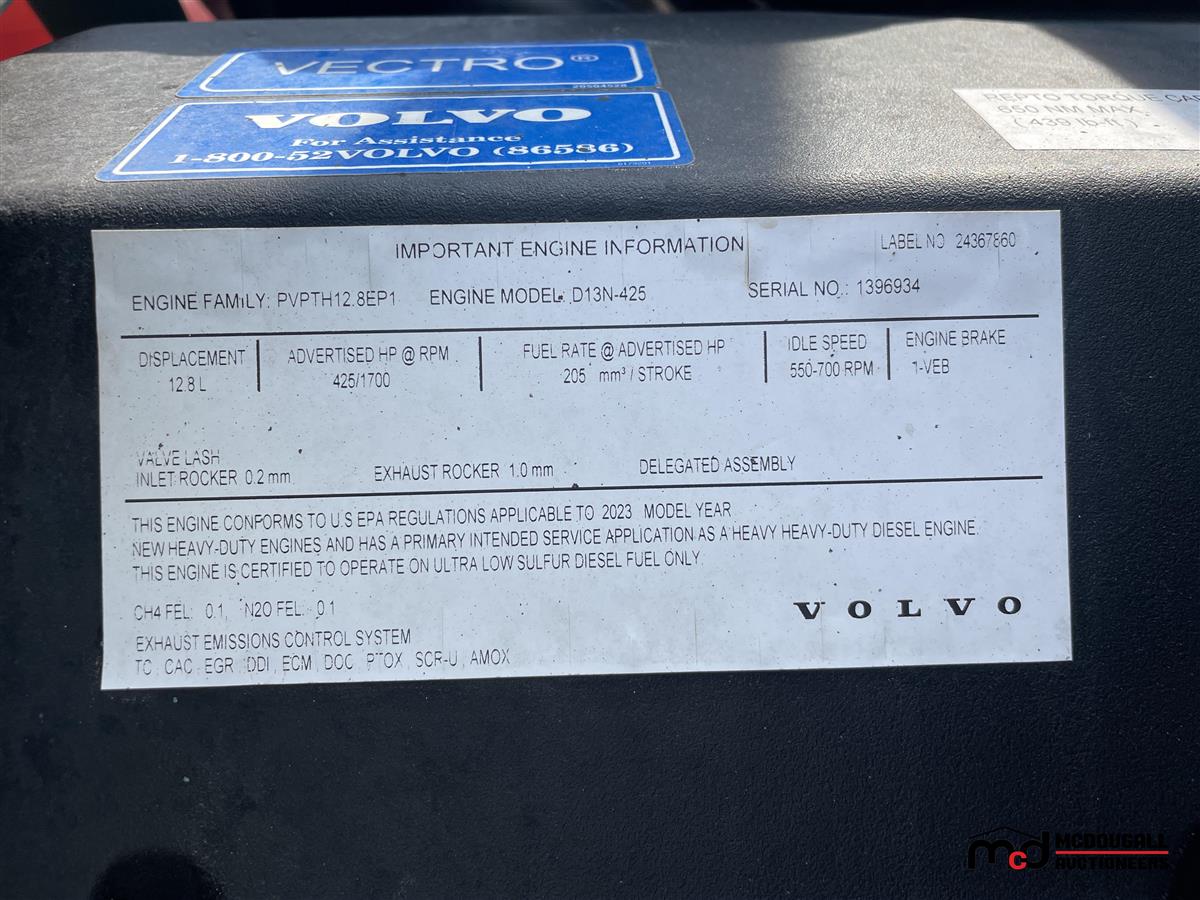 VECTRO®
20504528
VOLVO
For Assistance
1-800-52VOLVO (86586)
TORQUE
650 NM MAX.
( 439 lb-ft )
IMPORTANT ENGINE INFORMATION
LABEL NO 24367860
ENGINE FAMILY: PVPTH12.8EP1 ENGINE MODEL: D13N-425 SERIAL NO.: 1396934
DISPLACEMENT
12.8 L
ADVERTISED HP @ RPM
425/1700
FUEL RATE @ ADVERTISED HP
205 mm³ / STROKE
IDLE SPEED
550-700 RPM
ENGINE BRAKE
1-VEB
VALVE LASH
INLET ROCKER 0.2 mm EXHAUST ROCKER 1.0 mm DELEGATED ASSEMBLY
THIS ENGINE CONFORMS TO U.S EPA REGULATIONS APPLICABLE TO 2023 MODEL YEAR
NEW HEAVY-DUTY ENGINES AND HAS A PRIMARY INTENDED SERVICE APPLICATION AS A HEAVY HEAVY-DUTY DIESEL ENGINE.
THIS ENGINE IS CERTIFIED TO OPERATE ON ULTRA LOW SULFUR DIESEL FUEL ONLY
CH4 FEL: 0.1, N2O FEL: 0.1
VOLVO
EXHAUST EMISSIONS CONTROL SYSTEM
TC, CAC, EGR, DDI, ECM, DOC, PTOX, SCR-U, AMOX
mcd MCDOUGALL
AUCTIONEERS